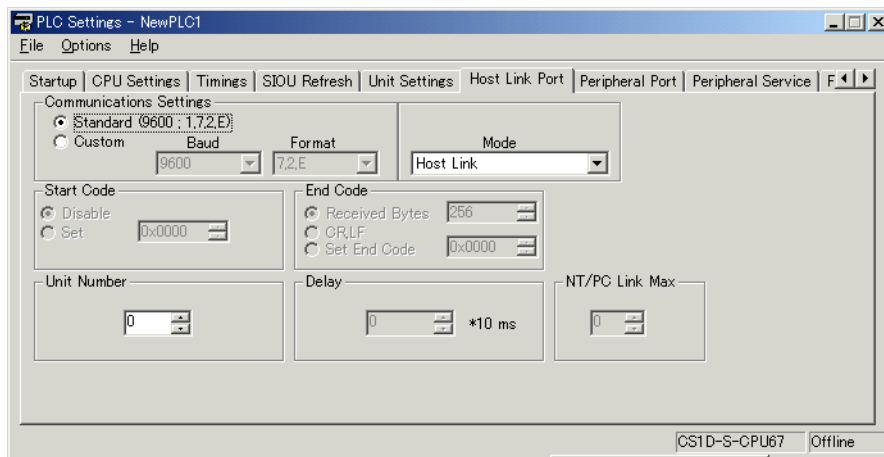 PLC Settings - NewPLC1
File Options Help
Startup CPU Settings Timings SIOU Refresh Unit Settings Host Link Port Peripheral Port Peripheral Service F
Communications Settings
Standard (9600 ; 1,7,2,E)
Custom Baud Format Mode
9600 7,2,E Host Link
Start Code End Code
Disable Received Bytes 256
Set 0x0000 CR,LF
Set End Code 0x0000
Unit Number Delay NT/PC Link Max
0 0 *10 ms 0
CS1D-S-CPU67 Offline